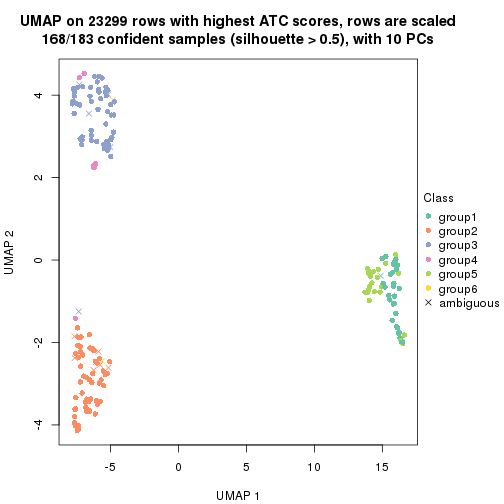 UMAP on 23299 rows with highest ATC scores, rows are scaled
168/183 confident samples (silhouette > 0.5), with 10 PCs
4
2
0
-2
-4
UMAP 2
-5
0
5
10
15
UMAP 1
Class
group1
group2
group3
group4
group5
group6
ambiguous